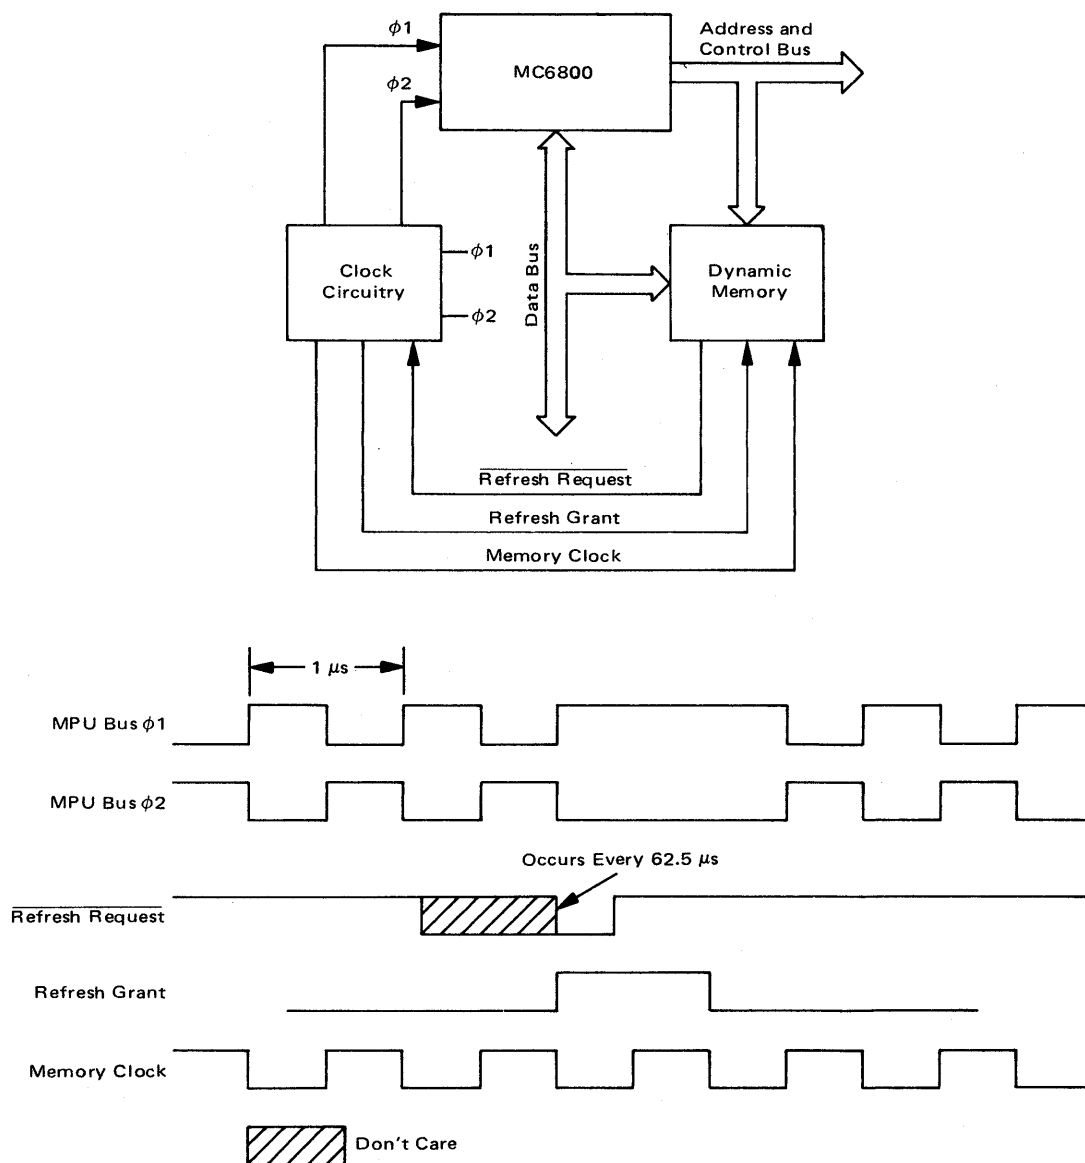 ϕ1
MC6800
Address and
Control Bus
ϕ2
Clock
Circuitry
ϕ1
ϕ2
Data Bus
Dynamic
Memory
Refresh Request
Refresh Grant
Memory Clock
1 μs
MPU Bus ϕ1
MPU Bus ϕ2
Occurs Every 62.5 μs
Refresh Request
Refresh Grant
Memory Clock
Don't Care